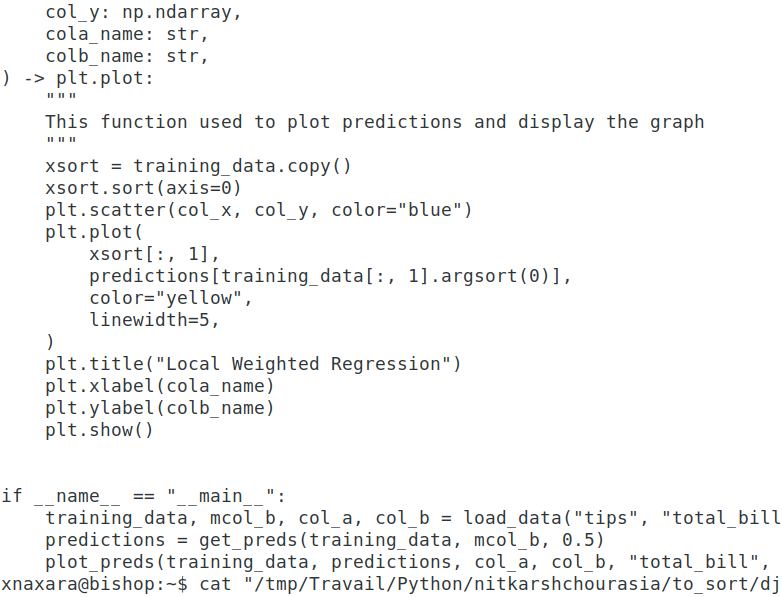 col_y: np.ndarray,
    cola_name: str,
    colb_name: str,
) -> plt.plot:
    """
    This function used to plot predictions and display the graph
    """
    xsort = training_data.copy()
    xsort.sort(axis=0)
    plt.scatter(col_x, col_y, color="blue")
    plt.plot(
        xsort[:, 1],
        predictions[training_data[:, 1].argsort(0)],
        color="yellow",
        linewidth=5,
    )
    plt.title("Local Weighted Regression")
    plt.xlabel(cola_name)
    plt.ylabel(colb_name)
    plt.show()


if __name__ == "__main__":
    training_data, mcol_b, col_a, col_b = load_data("tips", "total_bill
    predictions = get_preds(training_data, mcol_b, 0.5)
    plot_preds(training_data, predictions, col_a, col_b, "total_bill",
xnaxara@bishop:~$ cat "/tmp/Travail/Python/nitkarshchourasia/to_sort/dj